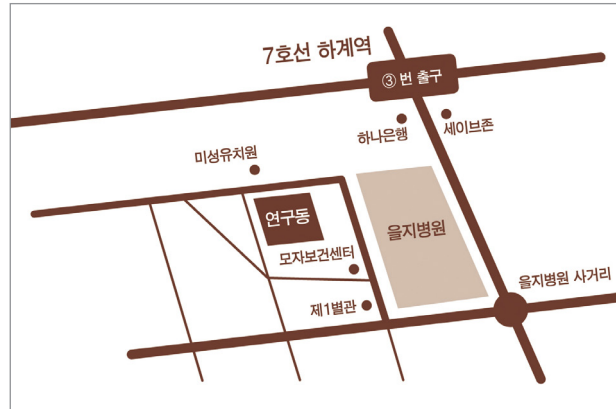 7호선 하계역
③ 번 출구
하나은행
세이브존
미성유치원
연구동
을지병원
모자보건센터
을지병원 사거리
제1별관